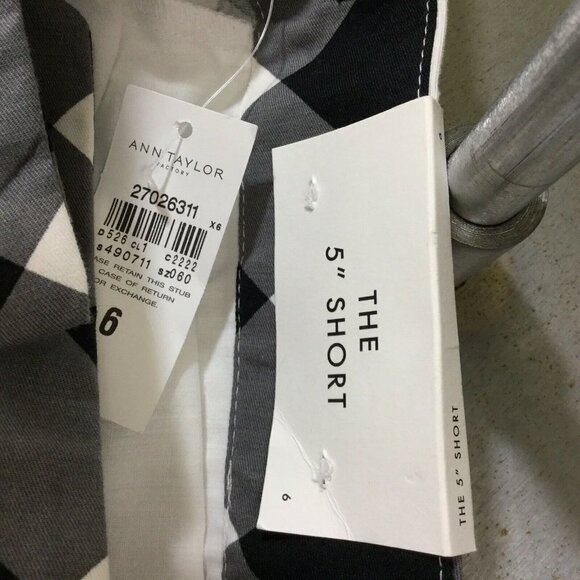 ANN TAYLOR
FACTORY
27026311
X6
D526 CL1 C2222
S490711 SZ060
ASE RETAIN THIS STUB
CASE OF RETURN
OR EXCHANGE.
6
THE
5" SHORT
6
THE 5" SHORT